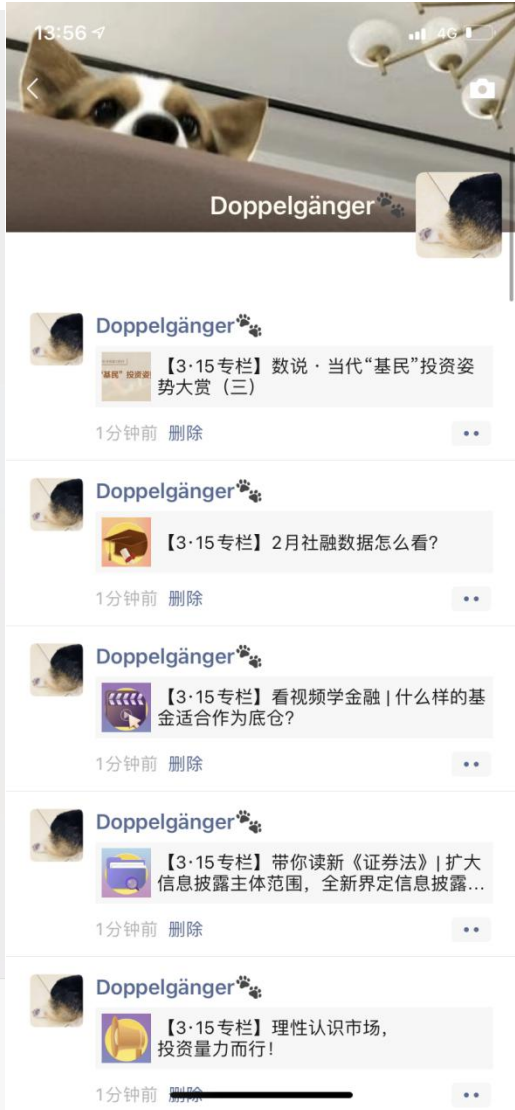 13:56
4G
Doppelgänger🐾
Doppelgänger🐾
"基民"投资姿
【3·15专栏】数说·当代“基民”投资姿
势大赏（三）
1分钟前 删除
Doppelgänger🐾
【3·15专栏】2月社融数据怎么看?
1分钟前 删除
Doppelgänger🐾
【3·15专栏】看视频学金融 | 什么样的基
金适合作为底仓?
1分钟前 删除
Doppelgänger🐾
【3·15专栏】带你读新《证券法》| 扩大
信息披露主体范围，全新界定信息披露...
1分钟前 删除
Doppelgänger🐾
【3·15专栏】理性认识市场，
投资量力而行!
1分钟前 删除